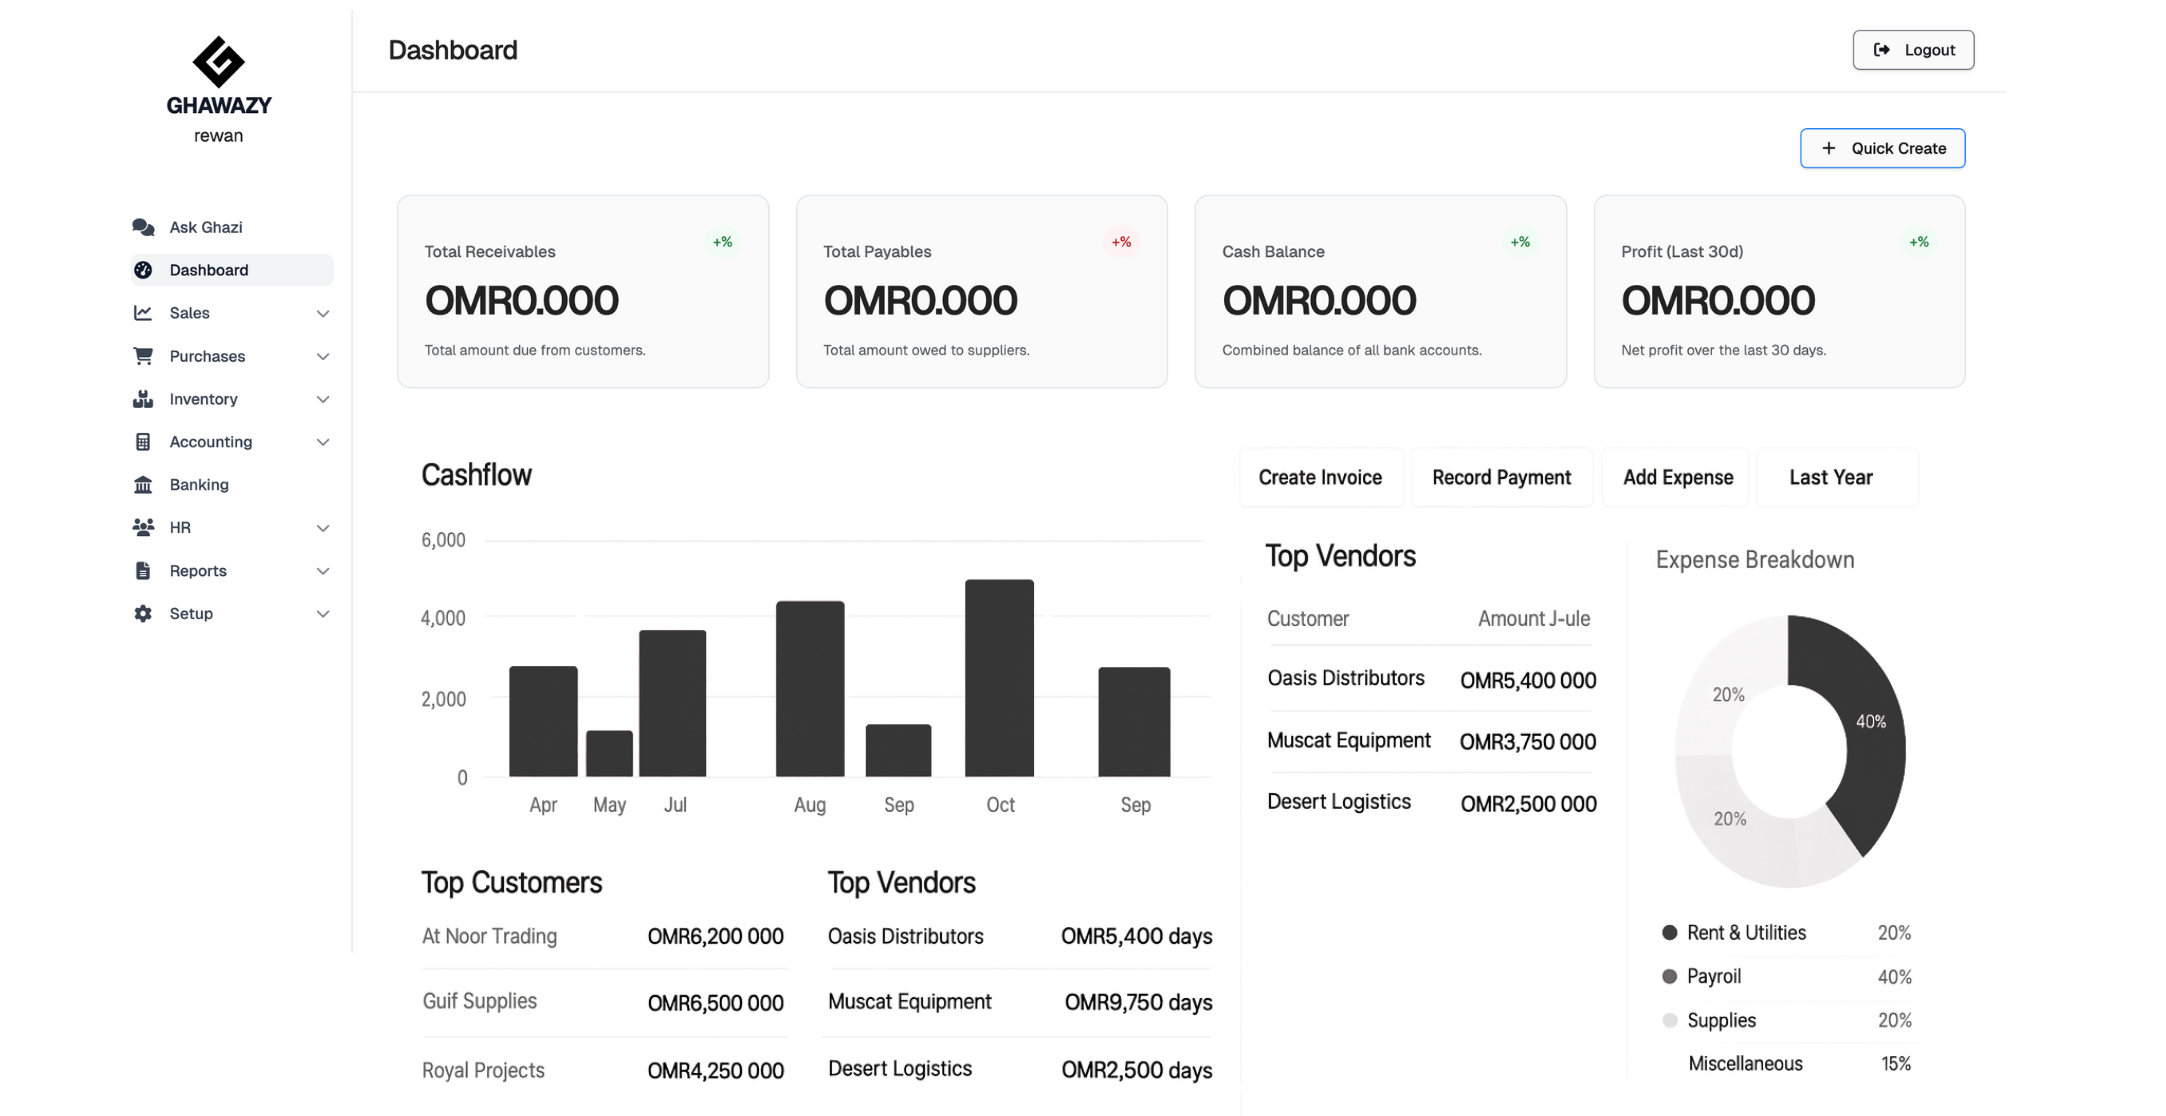 GHAWAZY
rewan
Ask Ghazi
Dashboard
Sales
Purchases
Inventory
Accounting
Banking
HR
Reports
Setup
Dashboard
Logout
Quick Create
Total Receivables
+%
OMR0.000
Total amount due from customers.
Total Payables
+%
OMR0.000
Total amount owed to suppliers.
Cash Balance
+%
OMR0.000
Combined balance of all bank accounts.
Profit (Last 30d)
+%
OMR0.000
Net profit over the last 30 days.
Cashflow
6,000
4,000
2,000
0
Apr May Jul Aug Sep Oct Sep
Create Invoice
Record Payment
Add Expense
Last Year
Top Vendors
Customer Amount J-ule
Oasis Distributors OMR5,400 000
Muscat Equipment OMR3,750 000
Desert Logistics OMR2,500 000
Expense Breakdown
20%
40%
20%
Rent & Utilities 20%
Payroil 40%
Supplies 20%
Miscellaneous 15%
Top Customers
At Noor Trading OMR6,200 000
Guif Supplies OMR6,500 000
Royal Projects OMR4,250 000
Top Vendors
Oasis Distributors OMR5,400 days
Muscat Equipment OMR9,750 days
Desert Logistics OMR2,500 days